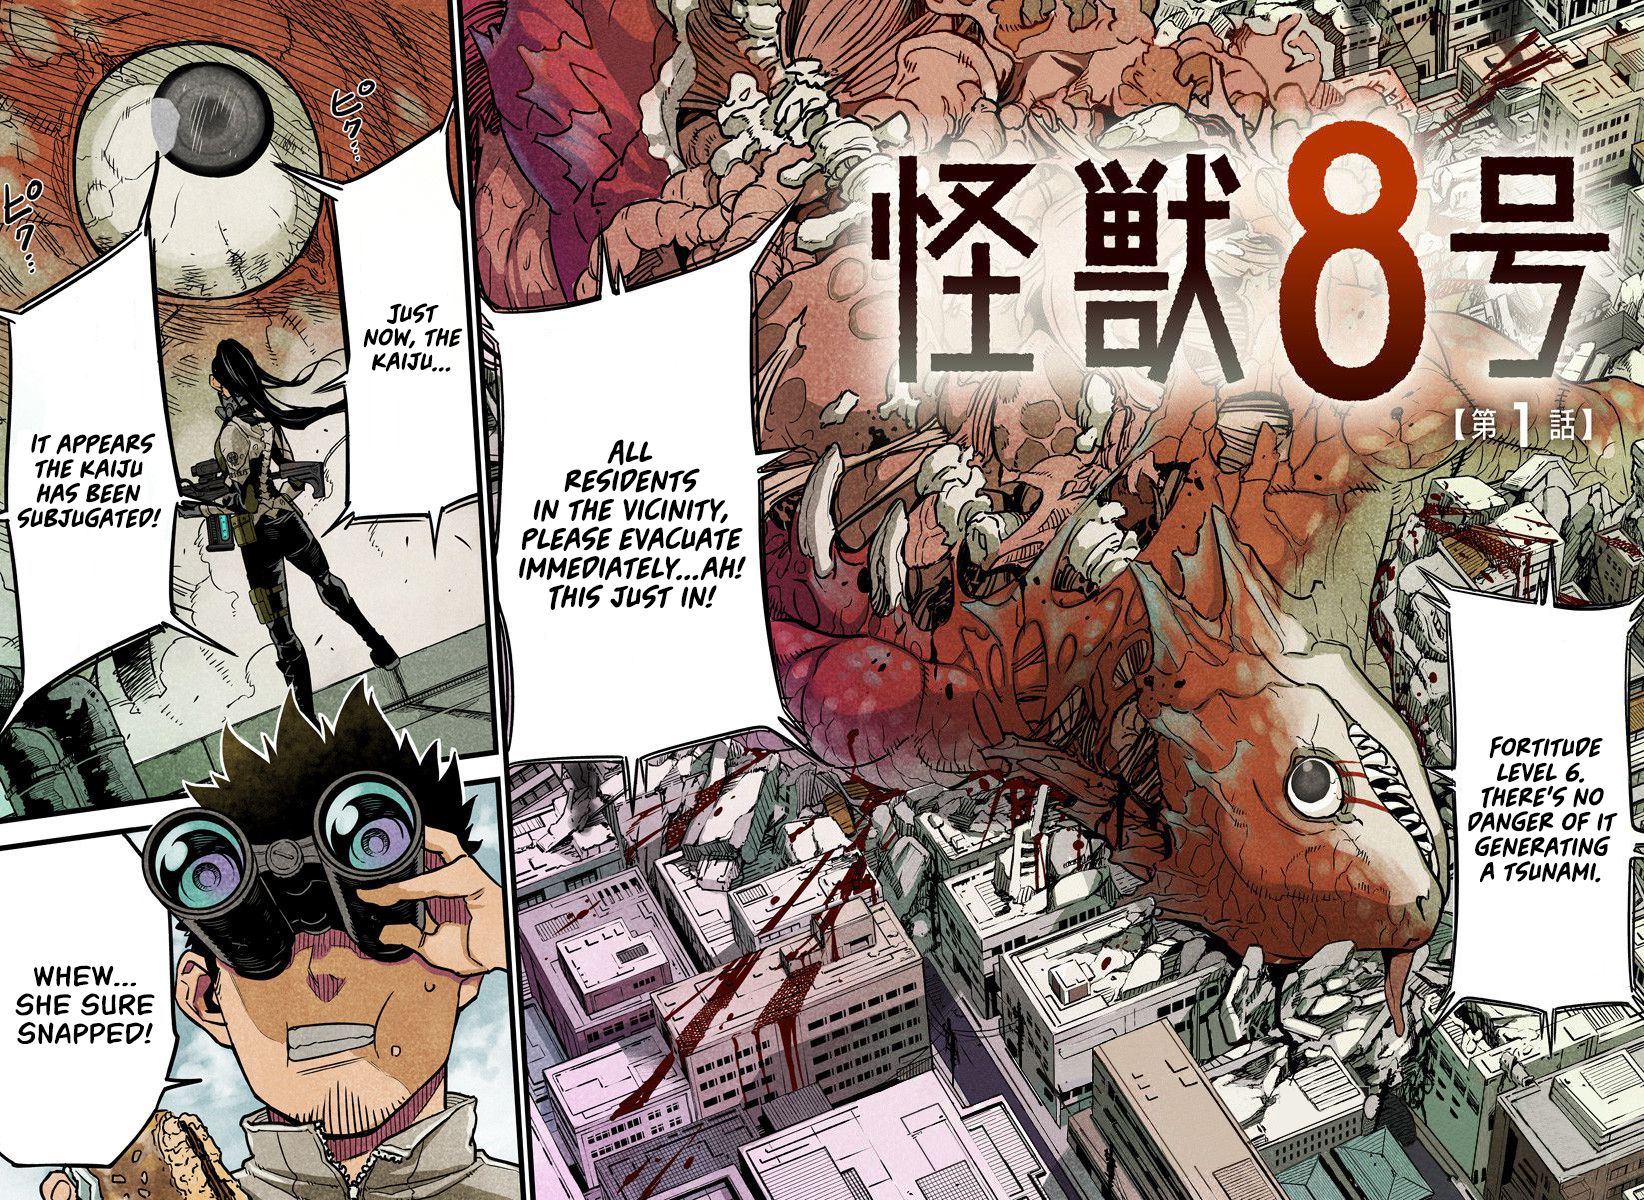 怪獣8号
【第1話】
FORTITUDE
LEVEL 6.
THERE'S NO
DANGER OF IT
GENERATING
A TSUNAMI.
ALL
RESIDENTS
IN THE VICINITY,
PLEASE EVACUATE
IMMEDIATELY...AH!
THIS JUST IN!
ピクッ…
JUST
NOW, THE
KAIJU...
ピクッ…
IT APPEARS
THE KAIJU
HAS BEEN
SUBJUGATED!
WHEW...
SHE SURE
SNAPPED!